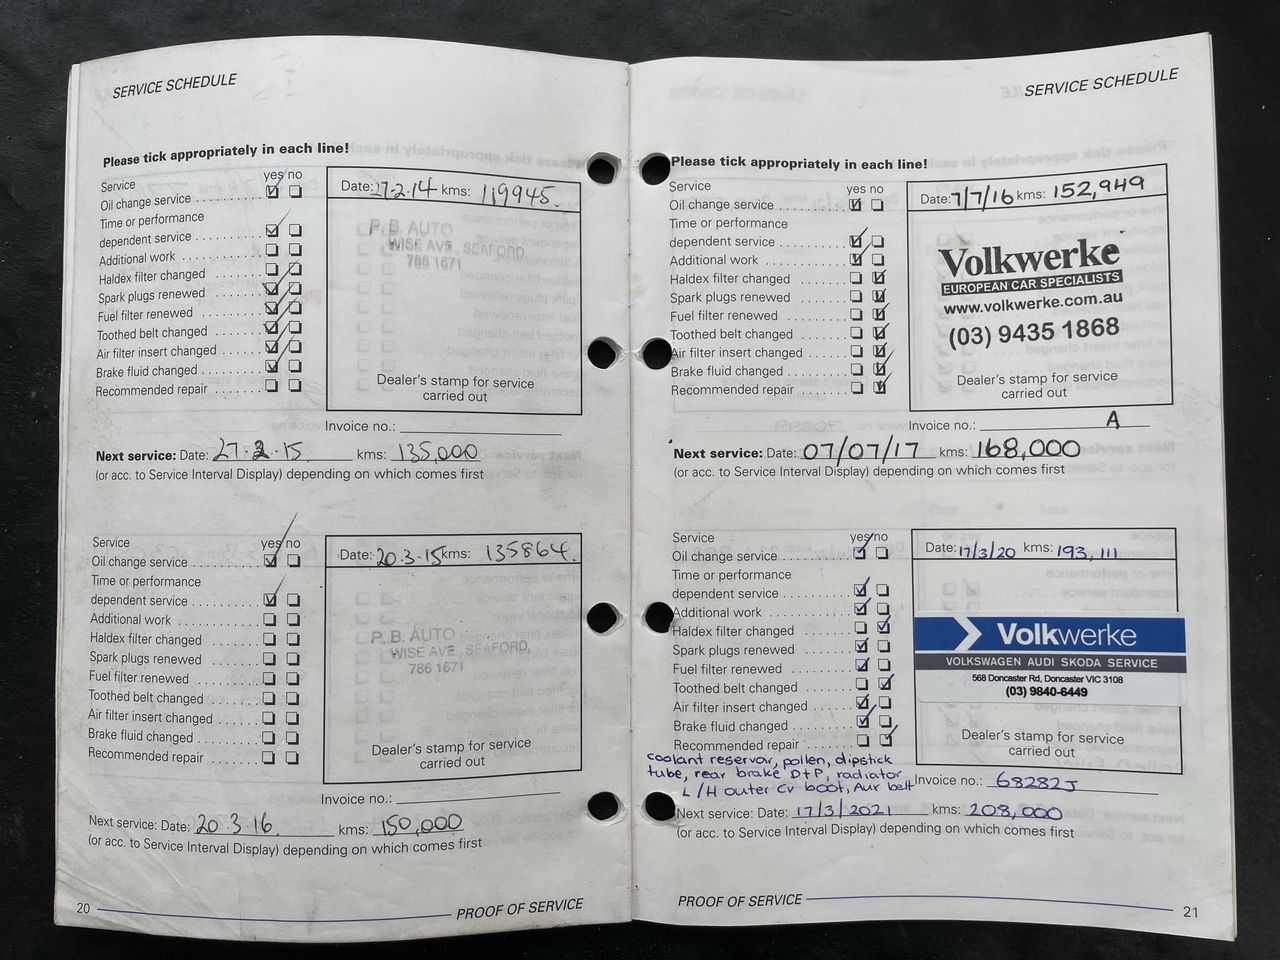 SERVICE SCHEDULE
Please tick appropriately in each line!
Service yes no
Oil change service
Time or performance
dependent service
Additional work
Haldex filter changed
Spark plugs renewed
Fuel filter renewed
Toothed belt changed
Air filter insert changed
Brake fluid changed
Recommended repair
Date: 27-2-14 kms: 119945.
P.B. AUTO
WISE AVE, SEAFORD,
786 1671
Dealer's stamp for service
carried out
Invoice no.:
Next service: Date: 27.2.15 kms: 135,000
(or acc. to Service Interval Display) depending on which comes first
Service yes no
Oil change service
Time or performance
dependent service
Additional work
Haldex filter changed
Spark plugs renewed
Fuel filter renewed
Toothed belt changed
Air filter insert changed
Brake fluid changed
Recommended repair
Date: 20.3.15 kms: 135864.
P.B. AUTO
WISE AVE, SEAFORD,
786 1671
Dealer's stamp for service
carried out
Invoice no.:
Next service: Date: 20.3.16. kms: 150,000
(or acc. to Service Interval Display) depending on which comes first
20
PROOF OF SERVICE
SERVICE SCHEDULE
Please tick appropriately in each line!
Service yes no
Oil change service
Time or performance
dependent service
Additional work
Haldex filter changed
Spark plugs renewed
Fuel filter renewed
Toothed belt changed
Air filter insert changed
Brake fluid changed
Recommended repair
Date: 7/7/16 kms: 152,949
Volkwerke
EUROPEAN CAR SPECIALISTS
www.volkwerke.com.au
(03) 9435 1868
Dealer's stamp for service
carried out
Invoice no.: A
Next service: Date: 07/07/17 kms: 168,000
(or acc. to Service Interval Display) depending on which comes first
Service yes no
Oil change service
Time or performance
dependent service
Additional work
Haldex filter changed
Spark plugs renewed
Fuel filter renewed
Toothed belt changed
Air filter insert changed
Brake fluid changed
Recommended repair
Date: 17/3/20 kms: 193,111
Volkwerke
VOLKSWAGEN AUDI SKODA SERVICE
568 Doncaster Rd, Doncaster VIC 3108
(03) 9840-6449
Dealer's stamp for service
carried out
coolant reservoir, pollen, dipstick
tube, rear brake D+P, radiator
L/H outer cv boot, Aux belt
Invoice no.: 68282J
Next service: Date: 17/3/2021 kms: 208,000
(or acc. to Service Interval Display) depending on which comes first
PROOF OF SERVICE
21